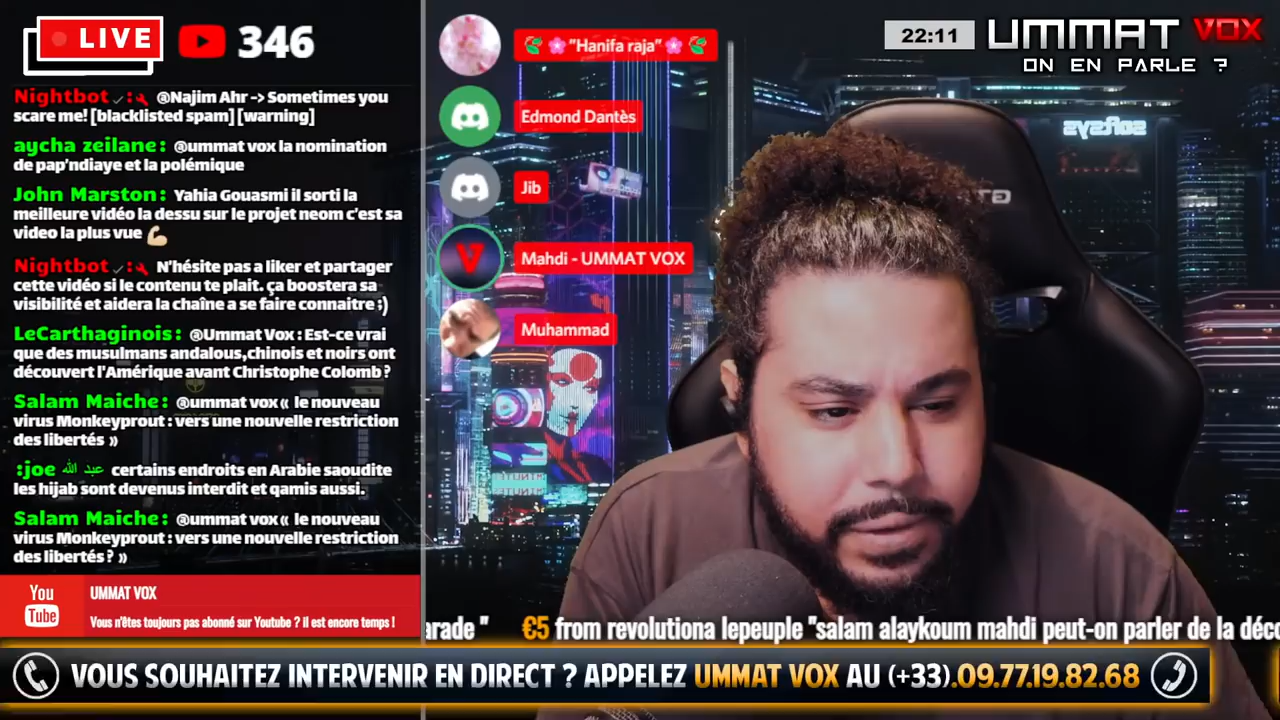 LIVE
346
Nightbot : @Najim Ahr -> Sometimes you
scare me! [blacklisted spam] [warning]
aycha zeilane: @ummat vox la nomination
de pap'ndiaye et la polémique
John Marston: Yahia Gouasmi il sorti la
meilleure vidéo la dessu sur le projet neom c'est sa
video la plus vue 💪🏼
Nightbot : N'hésite pas a liker et partager
cette vidéo si le contenu te plait. ça boostera sa
visibilité et aidera la chaîne a se faire connaitre ;)
LeCarthaginois: @Ummat Vox : Est-ce vrai
que des musulmans andalous,chinois et noirs ont
découvert l'Amérique avant Christophe Colomb ?
Salam Maiche: @ummat vox « le nouveau
virus Monkeyprout : vers une nouvelle restriction
des libertés »
:joe عبد الله certains endroits en Arabie saoudite
les hijab sont devenus interdit et qamis aussi.
Salam Maiche: @ummat vox « le nouveau
virus Monkeyprout : vers une nouvelle restriction
des libertés ? »
You
Tube
UMMAT VOX
Vous n'êtes toujours pas abonné sur Youtube ? il est encore temps !
🌹🌸"Hanifa raja"🌸🌹
Edmond Dantès
Jib
Mahdi - UMMAT VOX
Muhammad
22:11
UMMAT VOX
ON EN PARLE ?
softsys
arade " €5 from revolutiona lepeuple "salam alaykoum mahdi peut-on parler de la déco
VOUS SOUHAITEZ INTERVENIR EN DIRECT ? APPELEZ UMMAT VOX AU (+33).09.77.19.82.68